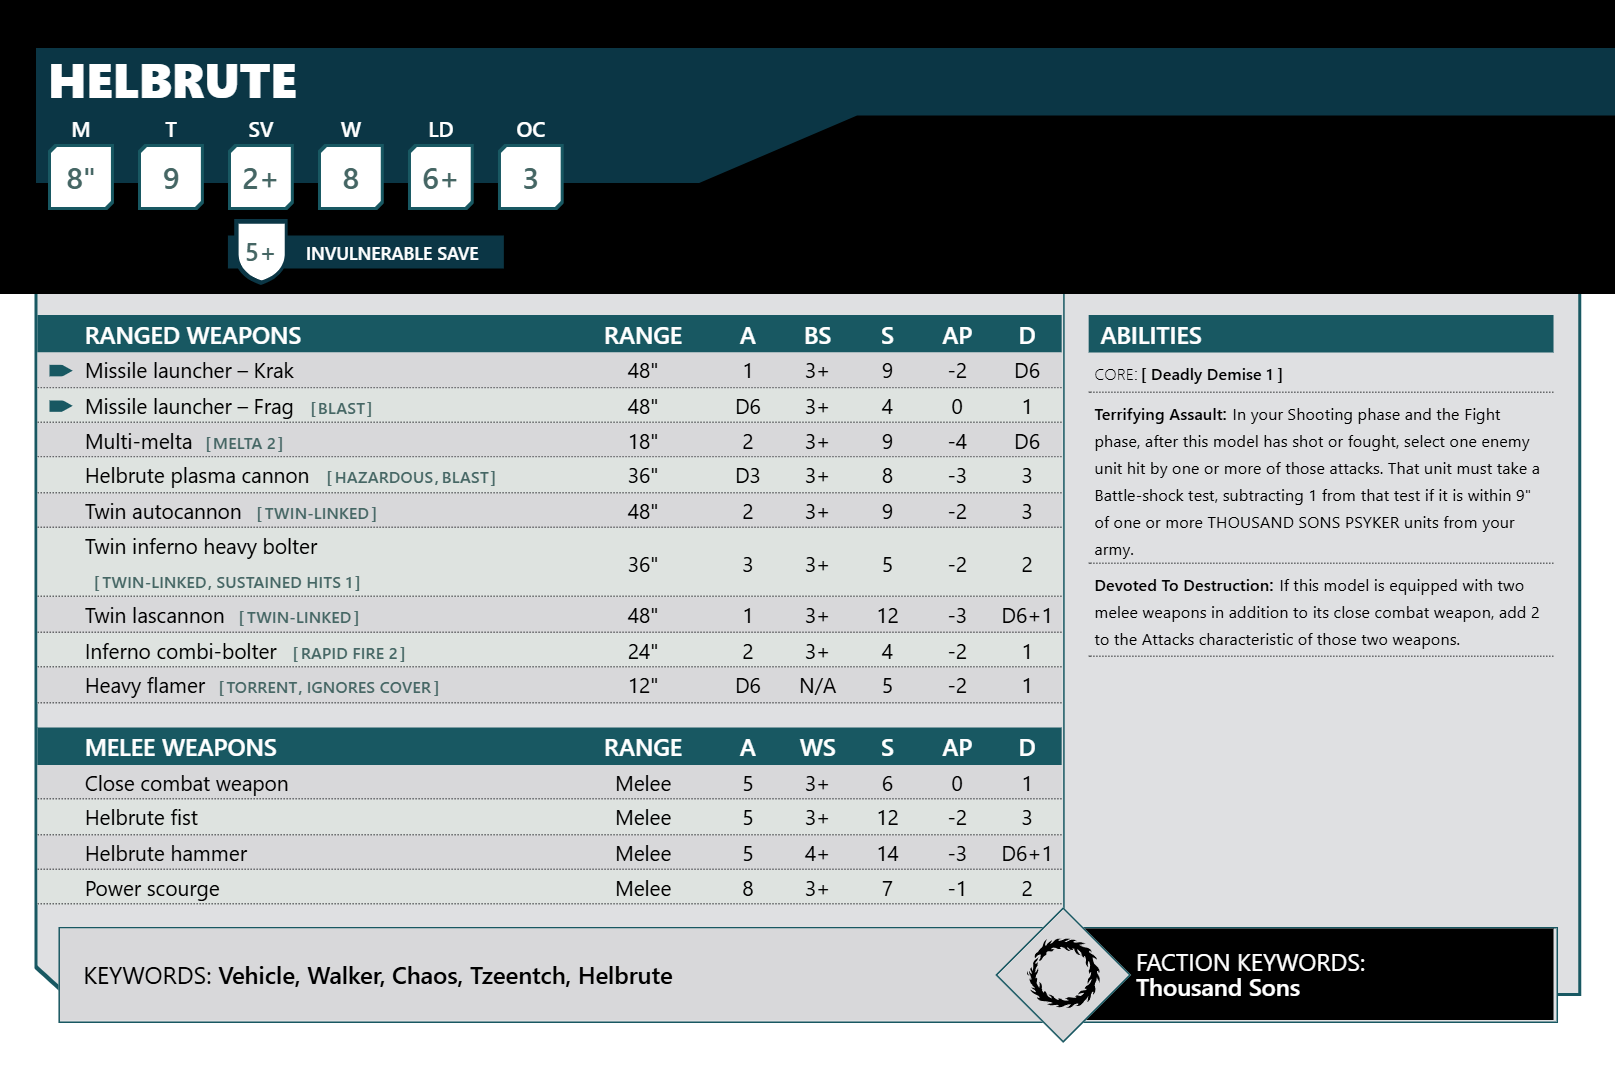 HELBRUTE
M T SV W LD OC
8" 9 2+ 8 6+ 3
5+ INVULNERABLE SAVE
RANGED WEAPONS RANGE A BS S AP D
Missile launcher – Krak 48" 1 3+ 9 -2 D6
Missile launcher – Frag [BLAST] 48" D6 3+ 4 0 1
Multi-melta [MELTA 2] 18" 2 3+ 9 -4 D6
Helbrute plasma cannon [HAZARDOUS, BLAST] 36" D3 3+ 8 -3 3
Twin autocannon [TWIN-LINKED] 48" 2 3+ 9 -2 3
Twin inferno heavy bolter
[TWIN-LINKED, SUSTAINED HITS 1] 36" 3 3+ 5 -2 2
Twin lascannon [TWIN-LINKED] 48" 1 3+ 12 -3 D6+1
Inferno combi-bolter [RAPID FIRE 2] 24" 2 3+ 4 -2 1
Heavy flamer [TORRENT, IGNORES COVER] 12" D6 N/A 5 -2 1
MELEE WEAPONS RANGE A WS S AP D
Close combat weapon Melee 5 3+ 6 0 1
Helbrute fist Melee 5 3+ 12 -2 3
Helbrute hammer Melee 5 4+ 14 -3 D6+1
Power scourge Melee 8 3+ 7 -1 2
ABILITIES
CORE: [ Deadly Demise 1 ]
Terrifying Assault: In your Shooting phase and the Fight
phase, after this model has shot or fought, select one enemy
unit hit by one or more of those attacks. That unit must take a
Battle-shock test, subtracting 1 from that test if it is within 9"
of one or more THOUSAND SONS PSYKER units from your
army.
Devoted To Destruction: If this model is equipped with two
melee weapons in addition to its close combat weapon, add 2
to the Attacks characteristic of those two weapons.
KEYWORDS: Vehicle, Walker, Chaos, Tzeentch, Helbrute
FACTION KEYWORDS:
Thousand Sons